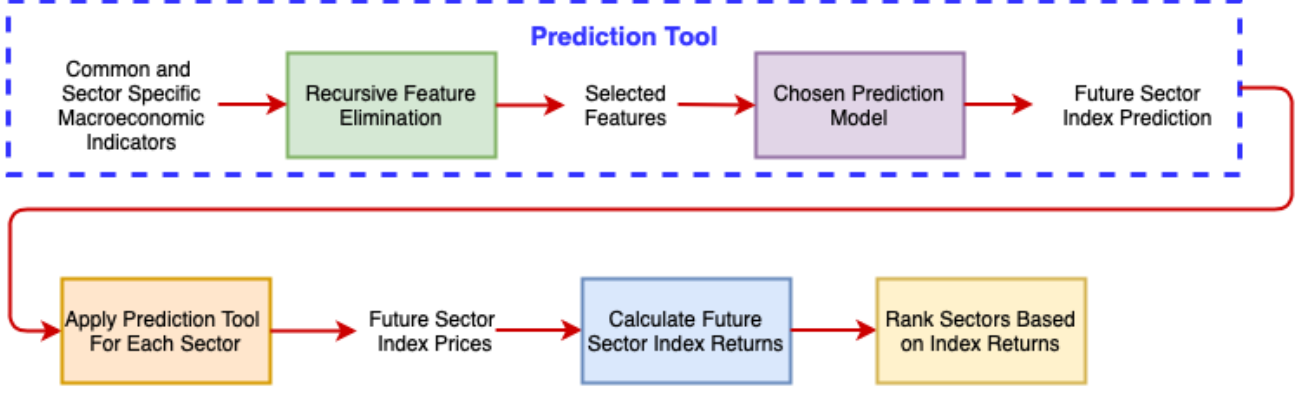 Prediction Tool
Common and
Sector Specific
Macroeconomic
Indicators
Recursive Feature
Elimination
Selected
Features
Chosen Prediction
Model
Future Sector
Index Prediction
Apply Prediction Tool
For Each Sector
Future Sector
Index Prices
Calculate Future
Sector Index Returns
Rank Sectors Based
on Index Returns